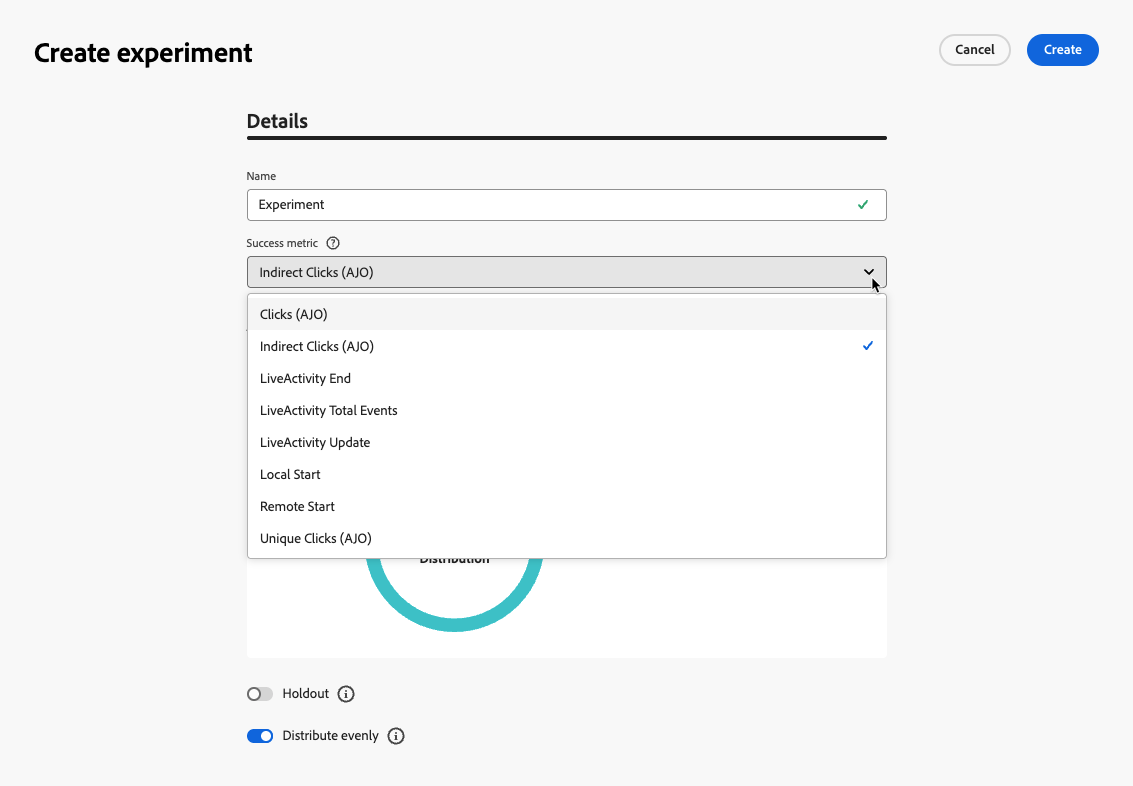 Create experiment
Cancel
Create
Details
Name
Experiment
Success metric
Indirect Clicks (AJO)
Clicks (AJO)
Indirect Clicks (AJO)
LiveActivity End
LiveActivity Total Events
LiveActivity Update
Local Start
Remote Start
Unique Clicks (AJO)
Distribution
Holdout
Distribute evenly